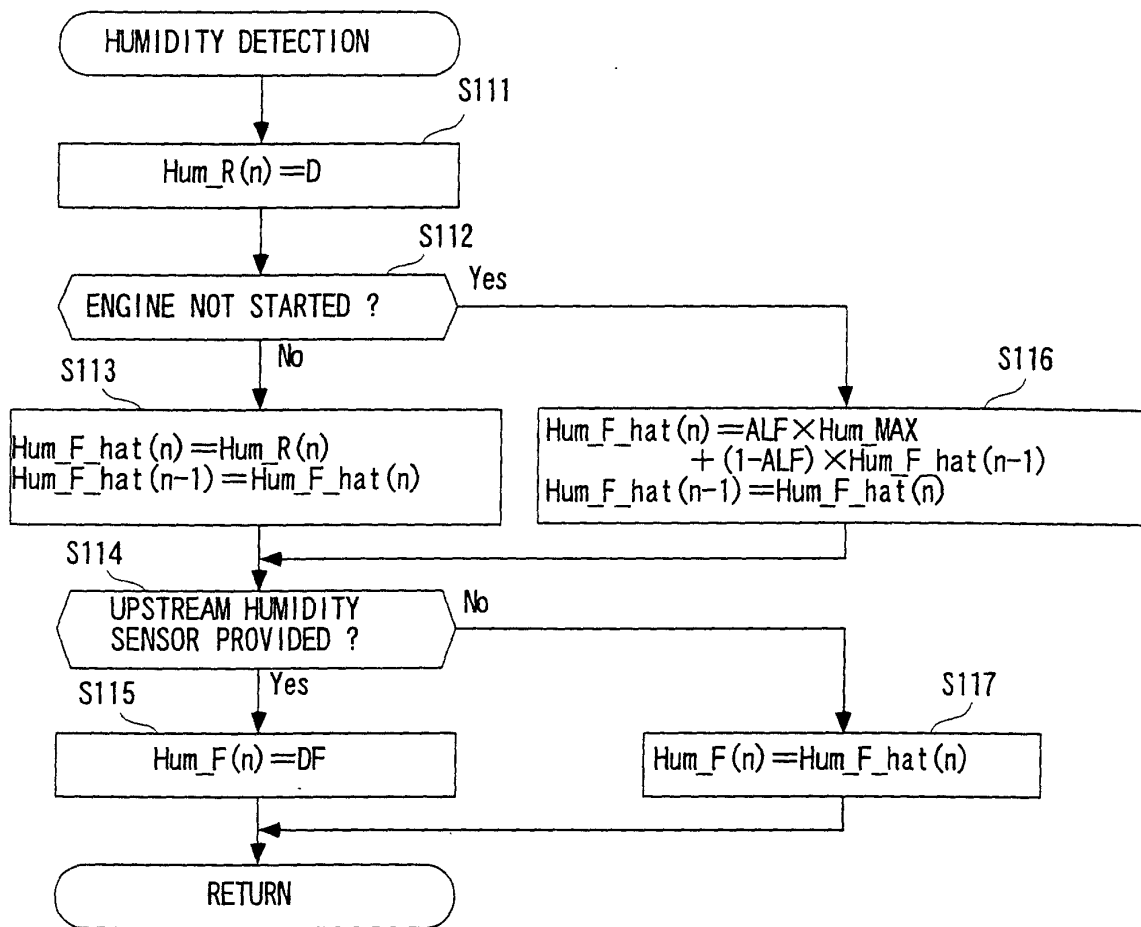 HUMIDITY DETECTION
S111
Hum_R(n)=D
S112
ENGINE NOT STARTED ?
Yes
No
S113
Hum_F_hat(n)=Hum_R(n)
Hum_F_hat(n-1)=Hum_F_hat(n)
S116
Hum_F_hat(n)=ALF×Hum_MAX
+(1-ALF)×Hum_F_hat(n-1)
Hum_F_hat(n-1)=Hum_F_hat(n)
S114
UPSTREAM HUMIDITY
SENSOR PROVIDED ?
No
Yes
S115
Hum_F(n)=DF
S117
Hum_F(n)=Hum_F_hat(n)
RETURN